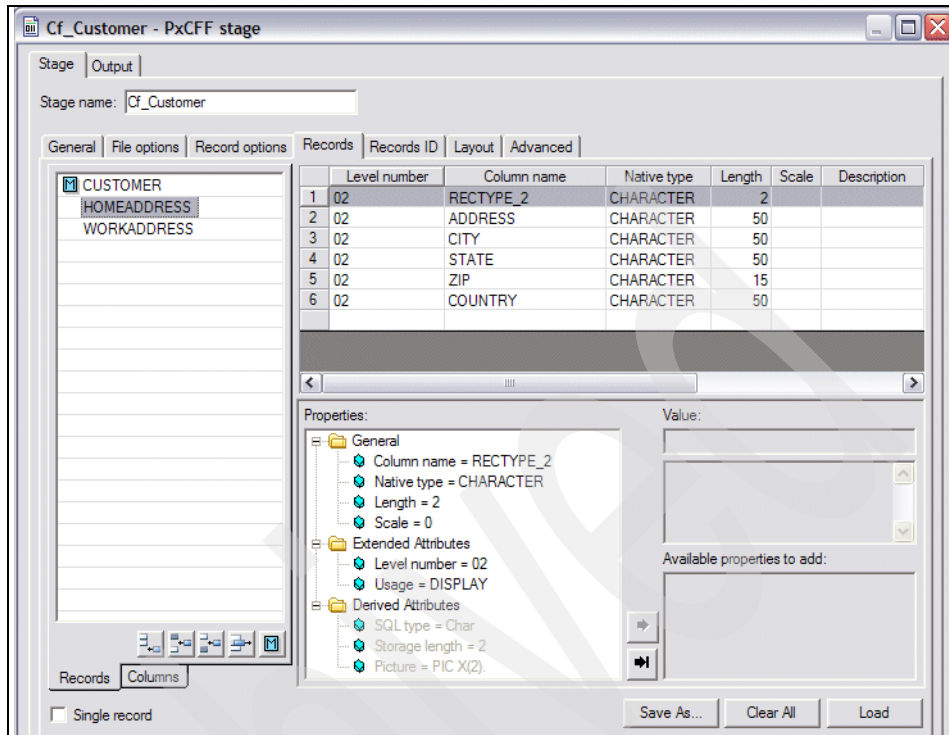 Cf_Customer - PxCFF stage
Stage Output
Stage name: Cf_Customer
General File options Record options Records Records ID Layout Advanced
M CUSTOMER
HOMEADDRESS
WORKADDRESS
Level number Column name Native type Length Scale Description
1 02 RECTYPE_2 CHARACTER 2
2 02 ADDRESS CHARACTER 50
3 02 CITY CHARACTER 50
4 02 STATE CHARACTER 50
5 02 ZIP CHARACTER 15
6 02 COUNTRY CHARACTER 50
Properties:
General
Column name = RECTYPE_2
Native type = CHARACTER
Length = 2
Scale = 0
Extended Attributes
Level number = 02
Usage = DISPLAY
Derived Attributes
SQL type = Char
Storage length = 2
Picture = PIC X(2).
Value:
Available properties to add:
M
Records Columns
Single record
Save As... Clear All Load